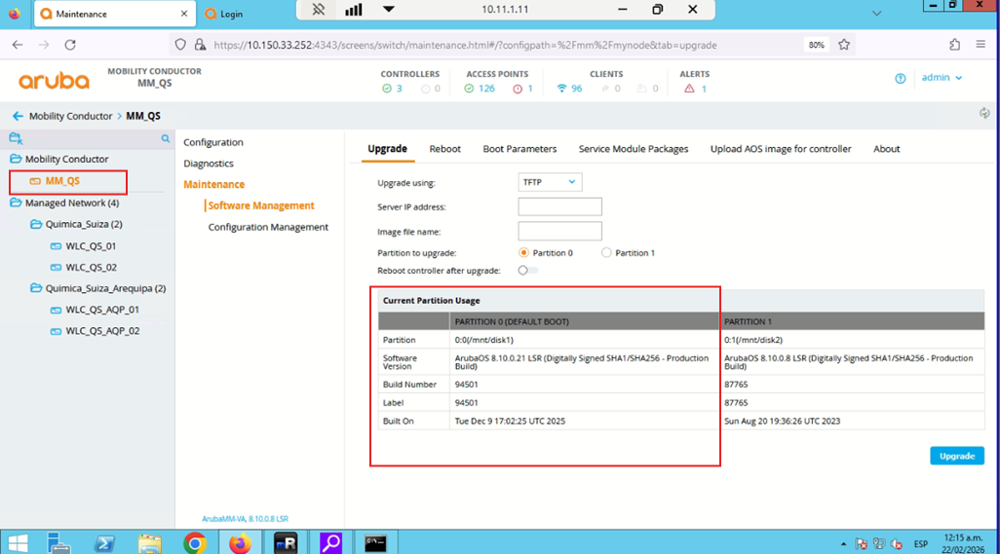 Maintenance
Login
10.11.1.11
https://10.150.33.252:4343/screens/switch/maintenance.html#/?configpath=%2Fmm%2Fmynode&tab=upgrade
80%
aruba
MOBILITY CONDUCTOR
MM_QS
CONTROLLERS
3 0
ACCESS POINTS
126 1
CLIENTS
96 0 0
ALERTS
1
admin
Mobility Conductor > MM_QS
Mobility Conductor
MM_QS
Managed Network (4)
Quimica_Suiza (2)
WLC_QS_01
WLC_QS_02
Quimica_Suiza_Arequipa (2)
WLC_QS_AQP_01
WLC_QS_AQP_02
Configuration
Diagnostics
Maintenance
Software Management
Configuration Management
ArubaMM-VA, 8.10.0.8 LSR
Upgrade Reboot Boot Parameters Service Module Packages Upload AOS image for controller About
Upgrade using: TFTP
Server IP address:
Image file name:
Partition to upgrade: Partition 0 Partition 1
Reboot controller after upgrade:
Current Partition Usage
PARTITION 0 (DEFAULT BOOT) PARTITION 1
Partition 0:0(/mnt/disk1) 0:1(/mnt/disk2)
Software Version ArubaOS 8.10.0.21 LSR (Digitally Signed SHA1/SHA256 - Production Build) ArubaOS 8.10.0.8 LSR (Digitally Signed SHA1/SHA256 - Production Build)
Build Number 94501 87765
Label 94501 87765
Built On Tue Dec 9 17:02:25 UTC 2025 Sun Aug 20 19:36:26 UTC 2023
Upgrade
ESP
12:15 a.m.
22/02/2026